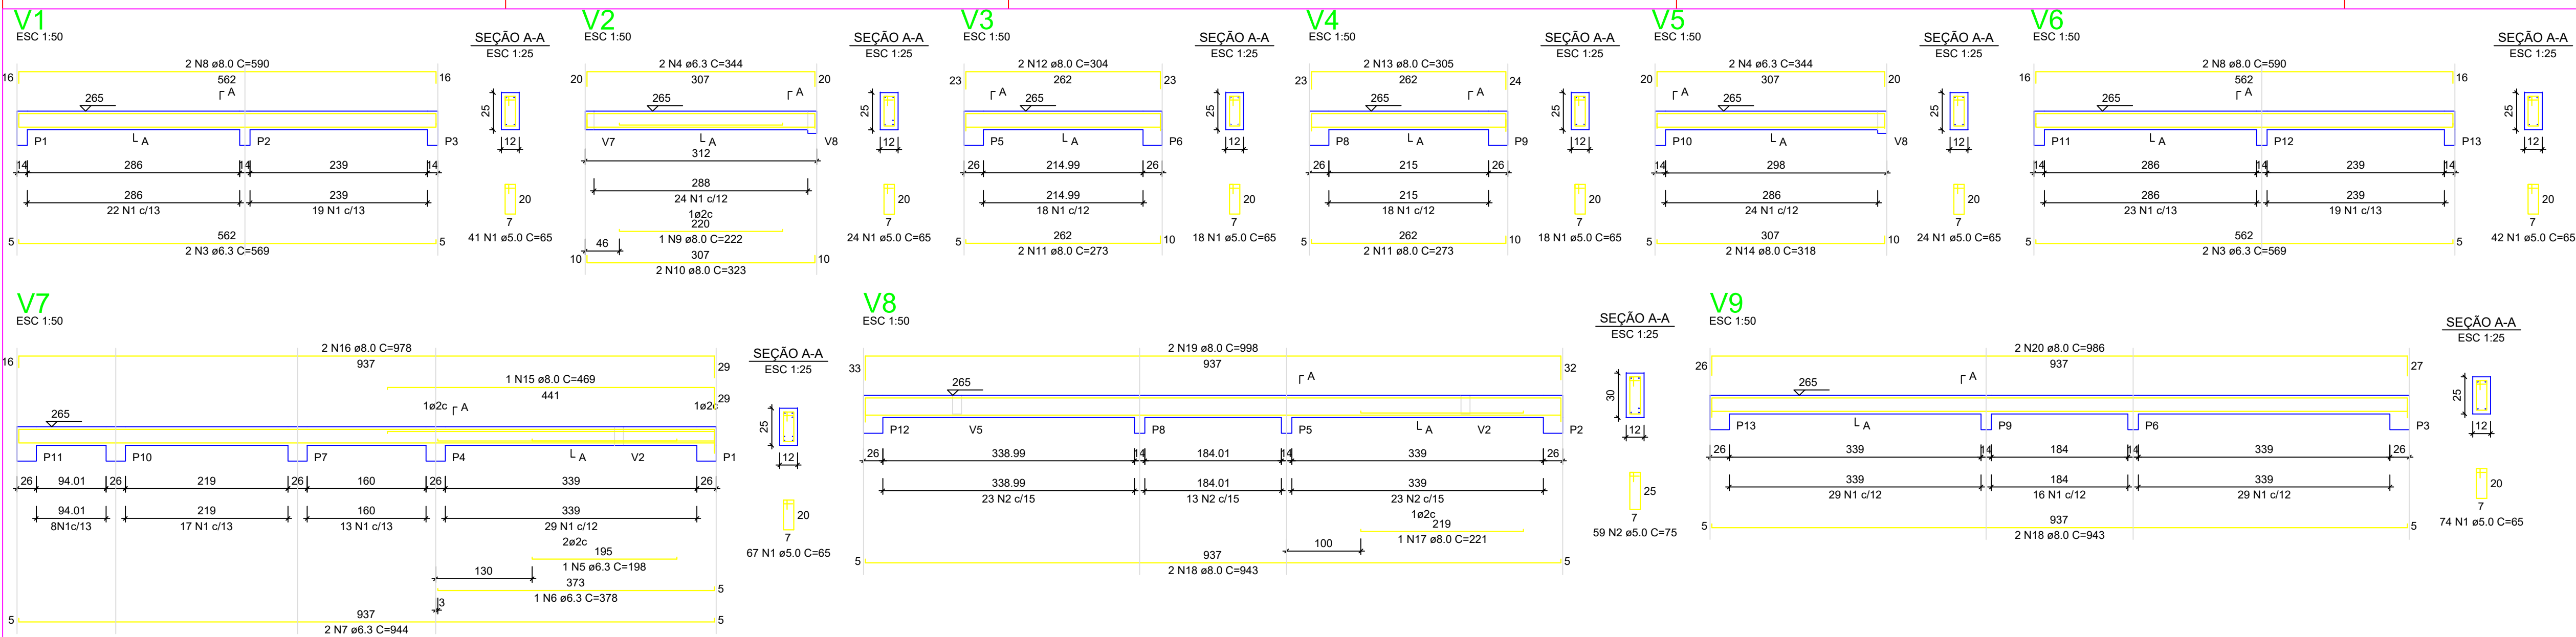 V1
ESC 1:50
SEÇÃO A-A
ESC 1:25
2 N8 ø8.0 C=590
16 562 16
A
265
25
P1 A P2 P3
12
14 286 14 239 14
286 239
22 N1 c/13 19 N1 c/13
20
7
41 N1 ø5.0 C=65
5 562 5
2 N3 ø6.3 C=569
V2
ESC 1:50
SEÇÃO A-A
ESC 1:25
2 N4 ø6.3 C=344
20 307 20
A
265
25
V7 A V8
12
312
288
24 N1 c/12
1ø2c
220
46 1 N9 ø8.0 C=222
20
7
24 N1 ø5.0 C=65
10 307 10
2 N10 ø8.0 C=323
V3
ESC 1:50
SEÇÃO A-A
ESC 1:25
2 N12 ø8.0 C=304
23 262 23
A
265
25
P5 A P6
12
26 214.99 26
214.99
18 N1 c/12
20
7
18 N1 ø5.0 C=65
5 262 10
2 N11 ø8.0 C=273
V4
ESC 1:50
SEÇÃO A-A
ESC 1:25
2 N13 ø8.0 C=305
23 262 24
A
265
25
P8 A P9
12
26 215 26
215
18 N1 c/12
20
7
18 N1 ø5.0 C=65
5 262 10
2 N11 ø8.0 C=273
V5
ESC 1:50
SEÇÃO A-A
ESC 1:25
2 N4 ø6.3 C=344
20 307 20
A
265
25
P10 A V8
12
14 298
286
24 N1 c/12
20
7
24 N1 ø5.0 C=65
5 307 10
2 N14 ø8.0 C=318
V6
ESC 1:50
SEÇÃO A-A
ESC 1:25
2 N8 ø8.0 C=590
16 562 16
A
265
25
P11 A P12 P13
12
14 286 14 239 14
286 239
23 N1 c/13 19 N1 c/13
20
7
42 N1 ø5.0 C=65
5 562 5
2 N3 ø6.3 C=569
V7
ESC 1:50
SEÇÃO A-A
ESC 1:25
2 N16 ø8.0 C=978
16 937 29
1 N15 ø8.0 C=469
441 29
1ø2c A 1ø2c
265
25
P11 P10 P7 P4 A V2 P1
12
26 94.01 26 219 26 160 26 339 26
94.01 219 160 339
8N1c/13 17 N1 c/13 13 N1 c/13 29 N1 c/12
20
7
67 N1 ø5.0 C=65
2ø2c
195
130 1 N5 ø6.3 C=198
373 5
1 N6 ø6.3 C=378
3
5 937 5
2 N7 ø6.3 C=944
V8
ESC 1:50
SEÇÃO A-A
ESC 1:25
2 N19 ø8.0 C=998
33 937 32
A
265
30
P12 V5 P8 P5 A V2 P2
12
26 338.99 14 184.01 14 339 26
338.99 184.01 339
23 N2 c/15 13 N2 c/15 23 N2 c/15
25
7
59 N2 ø5.0 C=75
1ø2c
219
100 1 N17 ø8.0 C=221
5 937 5
2 N18 ø8.0 C=943
V9
ESC 1:50
SEÇÃO A-A
ESC 1:25
2 N20 ø8.0 C=986
26 937 27
A
265
25
P13 A P9 P6 P3
12
26 339 14 184 14 339 26
339 184 339
29 N1 c/12 16 N1 c/12 29 N1 c/12
20
7
74 N1 ø5.0 C=65
5 937 5
2 N18 ø8.0 C=943